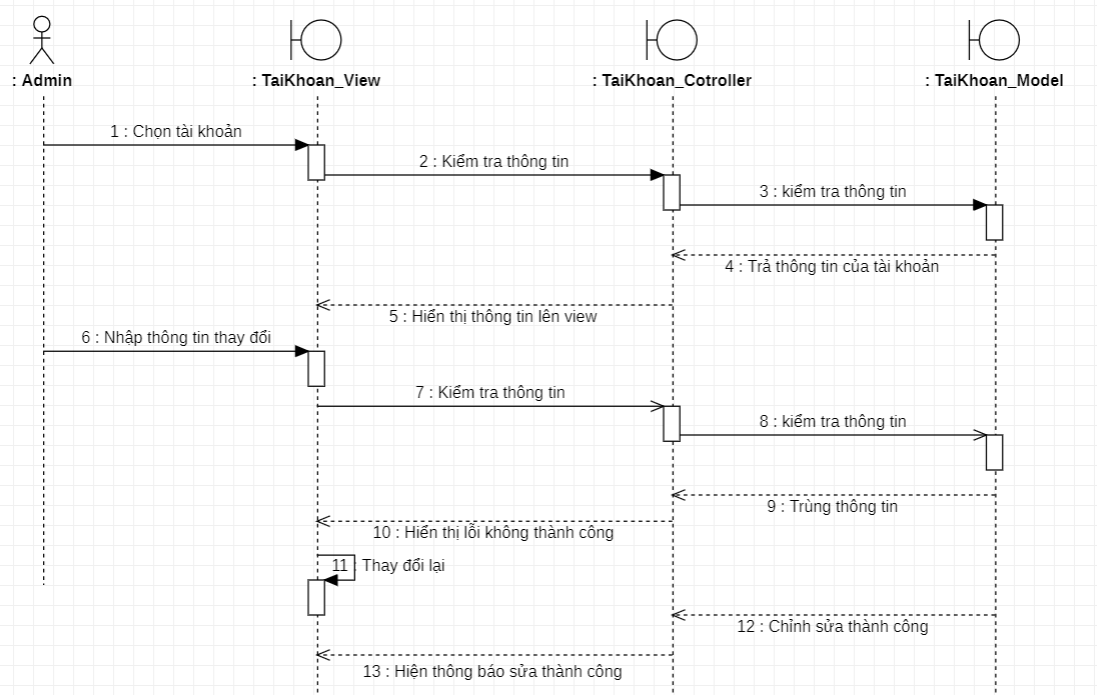 : Admin
: TaiKhoan_View
: TaiKhoan_Cotroller
: TaiKhoan_Model
1 : Chọn tài khoản
2 : Kiểm tra thông tin
3 : kiểm tra thông tin
4 : Trả thông tin của tài khoản
5 : Hiển thị thông tin lên view
6 : Nhập thông tin thay đổi
7 : Kiểm tra thông tin
8 : kiểm tra thông tin
9 : Trùng thông tin
10 : Hiển thị lỗi không thành công
11 : Thay đổi lại
12 : Chỉnh sửa thành công
13 : Hiện thông báo sửa thành công